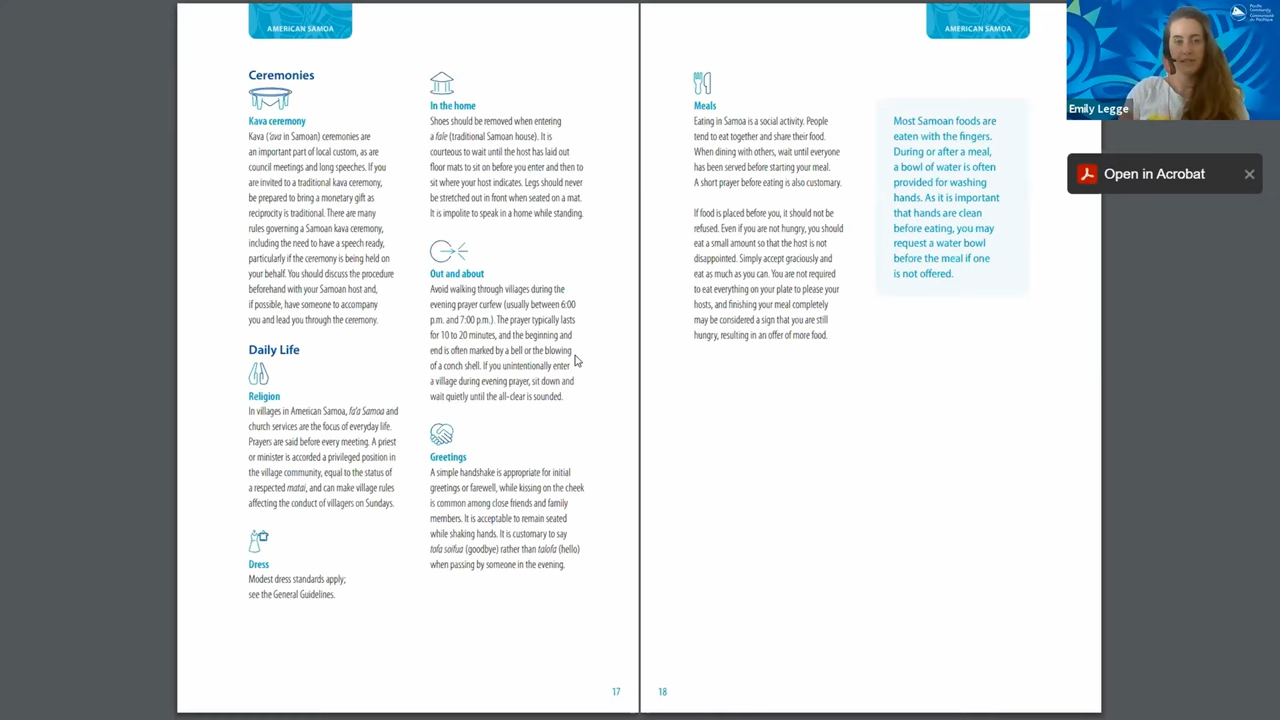 AMERICAN SAMOA
Ceremonies
Kava ceremony
Kava ('ava in Samoan) ceremonies are
an important part of local custom, as are
council meetings and long speeches. If you
are invited to a traditional kava ceremony,
be prepared to bring a monetary gift as
reciprocity is traditional. There are many
rules governing a Samoan kava ceremony,
including the need to have a speech ready,
particularly if the ceremony is being held on
your behalf. You should discuss the procedure
beforehand with your Samoan host and,
if possible, have someone to accompany
you and lead you through the ceremony.
Daily Life
Religion
In villages in American Samoa, fa'a Samoa and
church services are the focus of everyday life.
Prayers are said before every meeting. A priest
or minister is accorded a privileged position in
the village community, equal to the status of
a respected matai, and can make village rules
affecting the conduct of villagers on Sundays.
Dress
Modest dress standards apply;
see the General Guidelines.
In the home
Shoes should be removed when entering
a fale (traditional Samoan house). It is
courteous to wait until the host has laid out
floor mats to sit on before you enter and then to
sit where your host indicates. Legs should never
be stretched out in front when seated on a mat.
It is impolite to speak in a home while standing.
Out and about
Avoid walking through villages during the
evening prayer curfew (usually between 6:00
p.m. and 7:00 p.m.). The prayer typically lasts
for 10 to 20 minutes, and the beginning and
end is often marked by a bell or the blowing
of a conch shell. If you unintentionally enter
a village during evening prayer, sit down and
wait quietly until the all-clear is sounded.
Greetings
A simple handshake is appropriate for initial
greetings or farewell, while kissing on the cheek
is common among close friends and family
members. It is acceptable to remain seated
while shaking hands. It is customary to say
tofa soifua (goodbye) rather than talofa (hello)
when passing by someone in the evening.
17
AMERICAN SAMOA
Meals
Eating in Samoa is a social activity. People
tend to eat together and share their food.
When dining with others, wait until everyone
has been served before starting your meal.
A short prayer before eating is also customary.
If food is placed before you, it should not be
refused. Even if you are not hungry, you should
eat a small amount so that the host is not
disappointed. Simply accept graciously and
eat as much as you can. You are not required
to eat everything on your plate to please your
hosts, and finishing your meal completely
may be considered a sign that you are still
hungry, resulting in an offer of more food.
Most Samoan foods are
eaten with the fingers.
During or after a meal,
a bowl of water is often
provided for washing
hands. As it is important
that hands are clean
before eating, you may
request a water bowl
before the meal if one
is not offered.
18
Pacific
Community
Communauté
du Pacifique
Emily Legge
Open in Acrobat